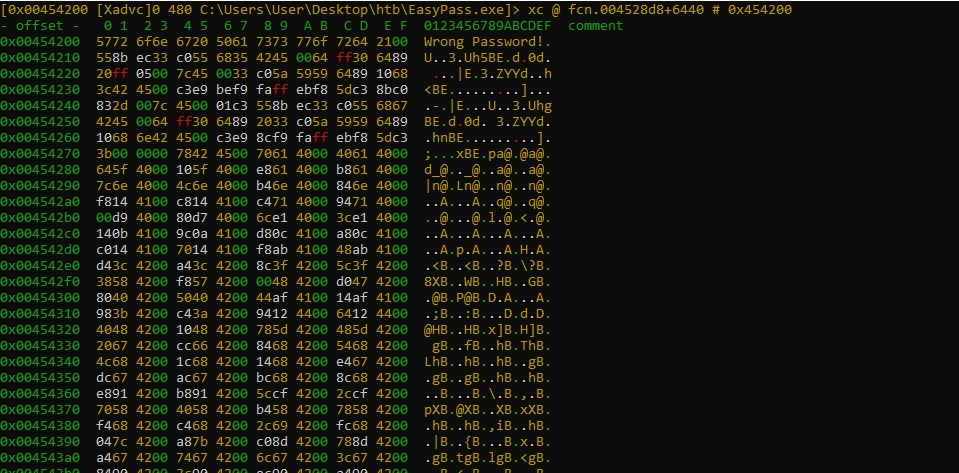 [0x00454200 [Xadvc]0 480 C:\Users\User\Desktop\htb\EasyPass.exe]> xc @ fcn.004528d8+6440 # 0x454200
- offset -   0 1  2 3  4 5  6 7  8 9  A B  C D  E F  0123456789ABCDEF  comment
0x00454200  5772 6f6e 6720 5061 7373 776f 7264 2100  Wrong Password!.
0x00454210  558b ec33 c055 6835 4245 0064 ff30 6489  U..3.Uh5BE.d.0d.
0x00454220  20ff 0500 7c45 0033 c05a 5959 6489 1068   ...|E.3.ZYYd..h
0x00454230  3c42 4500 c3e9 bef9 faff ebf8 5dc3 8bc0  <BE.........]...
0x00454240  832d 007c 4500 01c3 558b ec33 c055 6867  .-.|E...U..3.Uhg
0x00454250  4245 0064 ff30 6489 2033 c05a 5959 6489  BE.d.0d. 3.ZYYd.
0x00454260  1068 6e42 4500 c3e9 8cf9 faff ebf8 5dc3  .hnBE.........].
0x00454270  3b00 0000 7842 4500 7061 4000 4061 4000  ;...xBE.pa@.@a@.
0x00454280  645f 4000 105f 4000 e861 4000 b861 4000  d_@.._@..a@..a@.
0x00454290  7c6e 4000 4c6e 4000 b46e 4000 846e 4000  |n@.Ln@..n@..n@.
0x004542a0  f814 4100 c814 4100 c471 4000 9471 4000  ..A...A..q@..q@.
0x004542b0  00d9 4000 80d7 4000 6ce1 4000 3ce1 4000  ..@...@.l.@.<.@.
0x004542c0  140b 4100 9c0a 4100 d80c 4100 a80c 4100  ..A...A...A...A.
0x004542d0  c014 4100 7014 4100 f8ab 4100 48ab 4100  ..A.p.A...A.H.A.
0x004542e0  d43c 4200 a43c 4200 8c3f 4200 5c3f 4200  .<B..<B..?B.\?B.
0x004542f0  3858 4200 f857 4200 0048 4200 d047 4200  8XB..WB..HB..GB.
0x00454300  8040 4200 5040 4200 44af 4100 14af 4100  .@B.P@B.D.A...A.
0x00454310  983b 4200 c43a 4200 9412 4400 6412 4400  .;B..:B...D.d.D.
0x00454320  4048 4200 1048 4200 785d 4200 485d 4200  @HB..HB.x]B.H]B.
0x00454330  2067 4200 cc66 4200 8468 4200 5468 4200   gB..fB..hB.ThB.
0x00454340  4c68 4200 1c68 4200 1468 4200 e467 4200  LhB..hB..hB..gB.
0x00454350  dc67 4200 ac67 4200 bc68 4200 8c68 4200  .gB..gB..hB..hB.
0x00454360  e891 4200 b891 4200 5ccf 4200 2ccf 4200  ..B...B.\.B.,.B.
0x00454370  7058 4200 4058 4200 b458 4200 7858 4200  pXB.@XB..XB.xXB.
0x00454380  f468 4200 c468 4200 2c69 4200 fc68 4200  .hB..hB.,iB..hB.
0x00454390  047c 4200 a87b 4200 c08d 4200 788d 4200  .|B..{B...B.x.B.
0x004543a0  a467 4200 7467 4200 6c67 4200 3c67 4200  .gB.tgB.lgB.<gB.